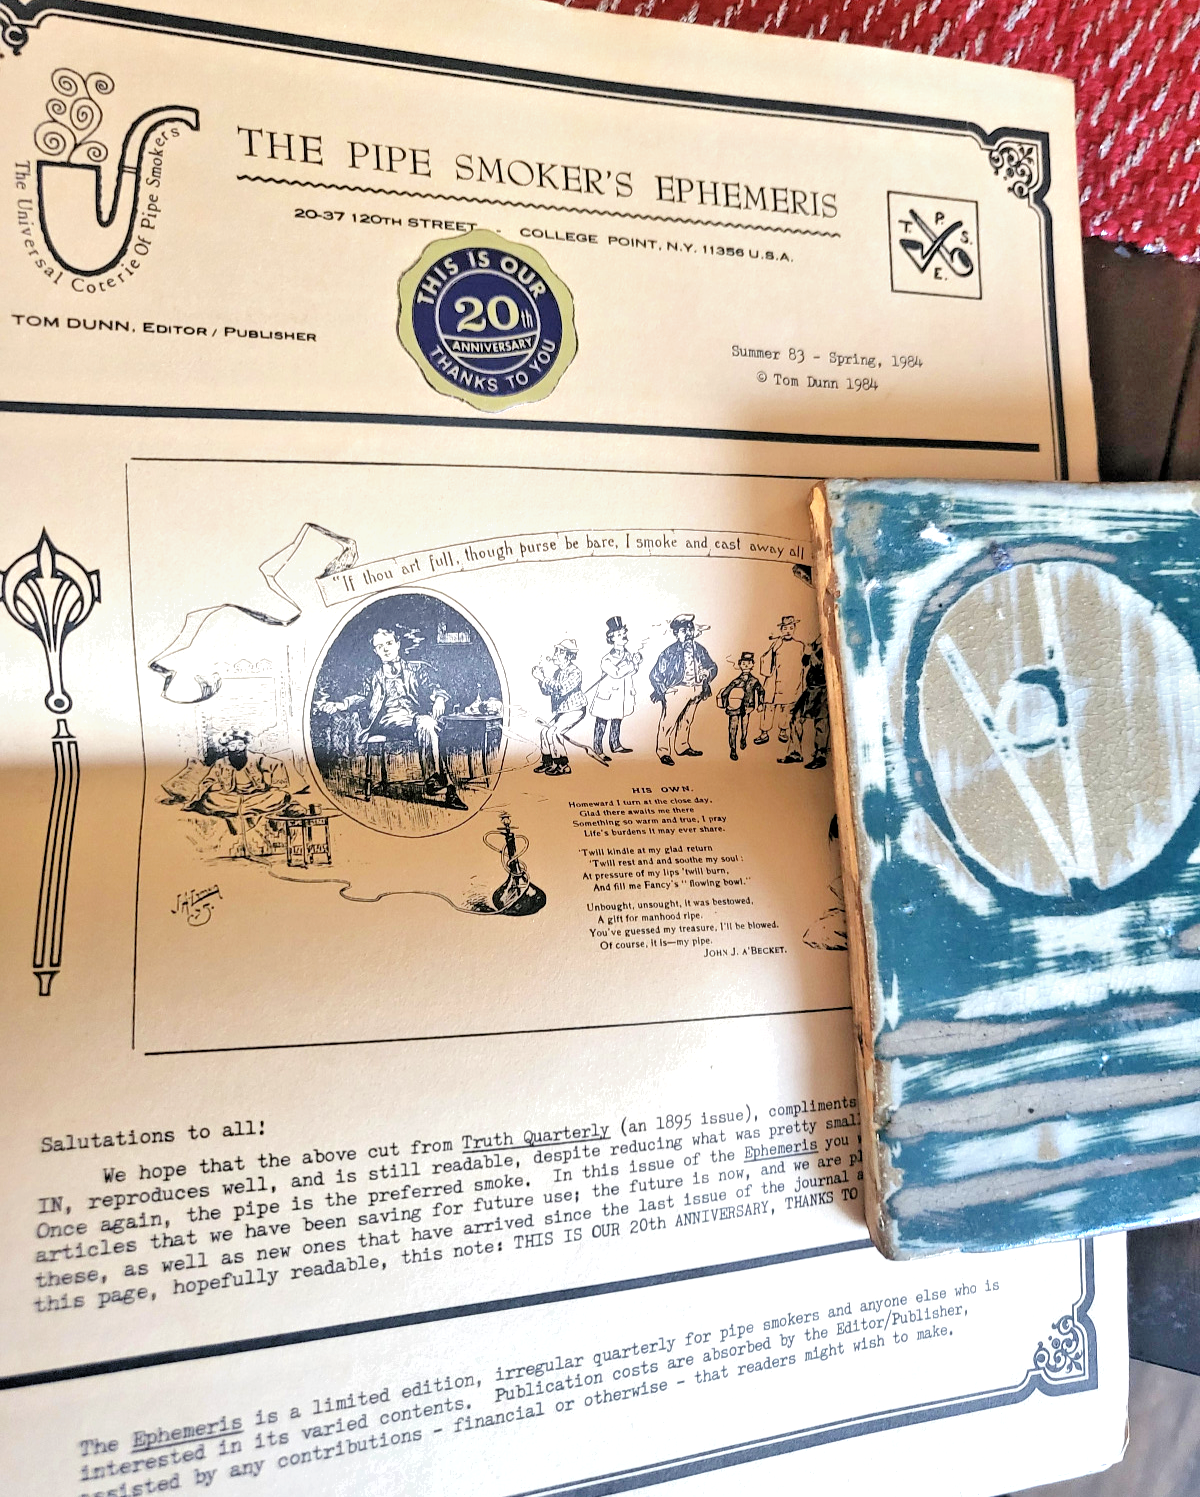 The Universal Coterie Of Pipe Smokers
THE PIPE SMOKER'S EPHEMERIS
20-37 120TH STREET - COLLEGE POINT, N.Y. 11356 U.S.A.
T. P. S. E.
TOM DUNN, EDITOR / PUBLISHER
THIS IS OUR
20th
ANNIVERSARY
THANKS TO YOU
Summer 83 - Spring, 1984
© Tom Dunn 1984
"If thou art full, though purse be bare, I smoke and cast away all
HIS OWN.
Homeward I turn at the close day,
Glad there awaits me there
Something so warm and true, I pray
Life's burdens it may ever share.
'Twill kindle at my glad return
'Twill rest and and soothe my soul:
At pressure of my lips 'twill burn,
And fill me Fancy's "flowing bowl."
Unbought, unsought, it was bestowed,
A gift for manhood ripe.
You've guessed my treasure, I'll be blowed.
Of course, it is—my pipe.
JOHN J. A'BECKET.
Salutations to all!
We hope that the above cut from Truth Quarterly (an 1895 issue), compliments
IN, reproduces well, and is still readable, despite reducing what was pretty small
Once again, the pipe is the preferred smoke. In this issue of the Ephemeris you
articles that we have been saving for future use; the future is now, and we are
these, as well as new ones that have arrived since the last issue of the journal
this page, hopefully readable, this note: THIS IS OUR 20th ANNIVERSARY, THANKS TO
The Ephemeris is a limited edition, irregular quarterly for pipe smokers and anyone else who is
interested in its varied contents. Publication costs are absorbed by the Editor/Publisher,
assisted by any contributions - financial or otherwise - that readers might wish to make.